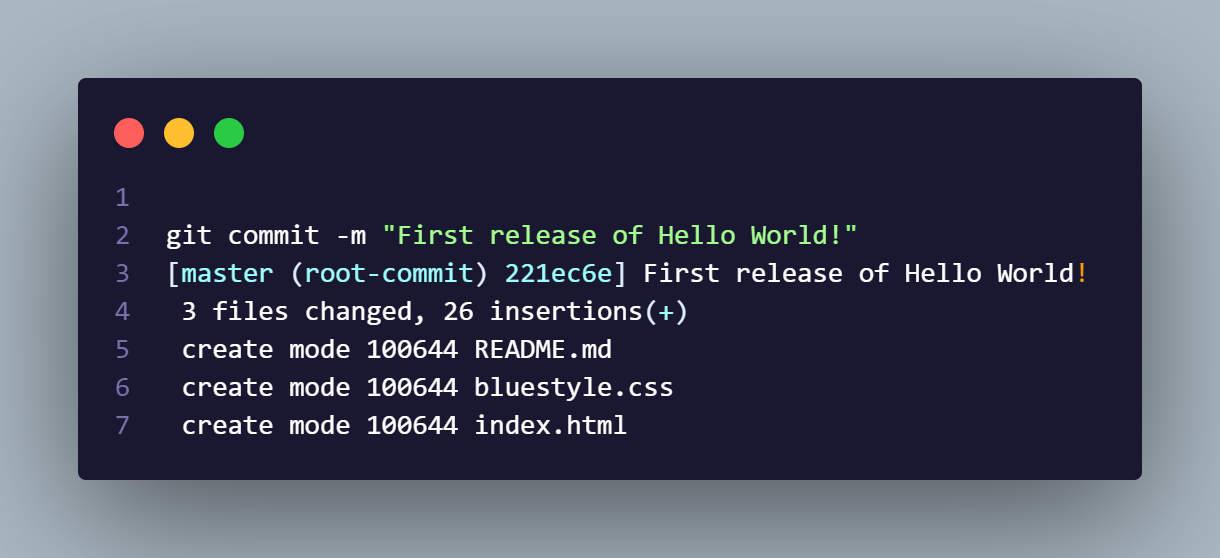 1
2 git commit -m "First release of Hello World!"
3 [master (root-commit) 221ec6e] First release of Hello World!
4 3 files changed, 26 insertions(+)
5 create mode 100644 README.md
6 create mode 100644 bluestyle.css
7 create mode 100644 index.html